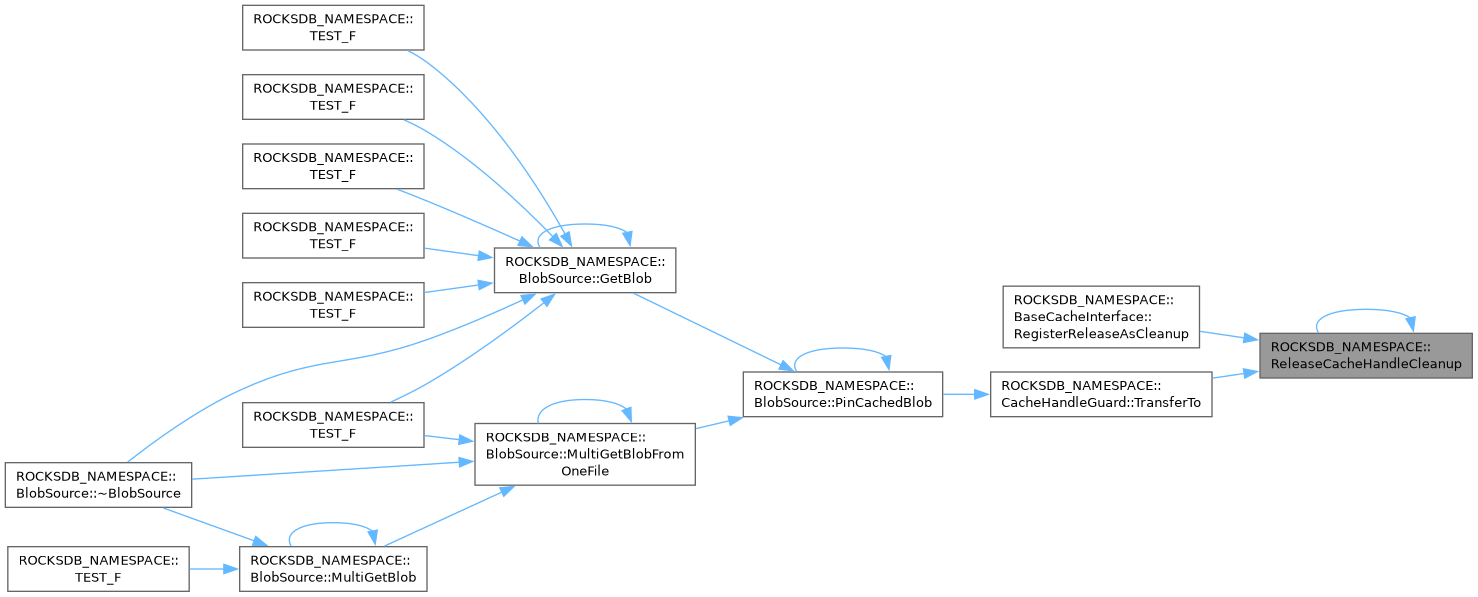 ROCKSDB_NAMESPACE::
TEST_F
ROCKSDB_NAMESPACE::
TEST_F
ROCKSDB_NAMESPACE::
TEST_F
ROCKSDB_NAMESPACE::
TEST_F
ROCKSDB_NAMESPACE::
BlobSource::GetBlob
ROCKSDB_NAMESPACE::
TEST_F
ROCKSDB_NAMESPACE::
BaseCacheInterface::
RegisterReleaseAsCleanup
ROCKSDB_NAMESPACE::
ReleaseCacheHandleCleanup
ROCKSDB_NAMESPACE::
BlobSource::PinCachedBlob
ROCKSDB_NAMESPACE::
CacheHandleGuard::TransferTo
ROCKSDB_NAMESPACE::
TEST_F
ROCKSDB_NAMESPACE::
BlobSource::MultiGetBlobFrom
OneFile
ROCKSDB_NAMESPACE::
BlobSource::~BlobSource
ROCKSDB_NAMESPACE::
TEST_F
ROCKSDB_NAMESPACE::
BlobSource::MultiGetBlob